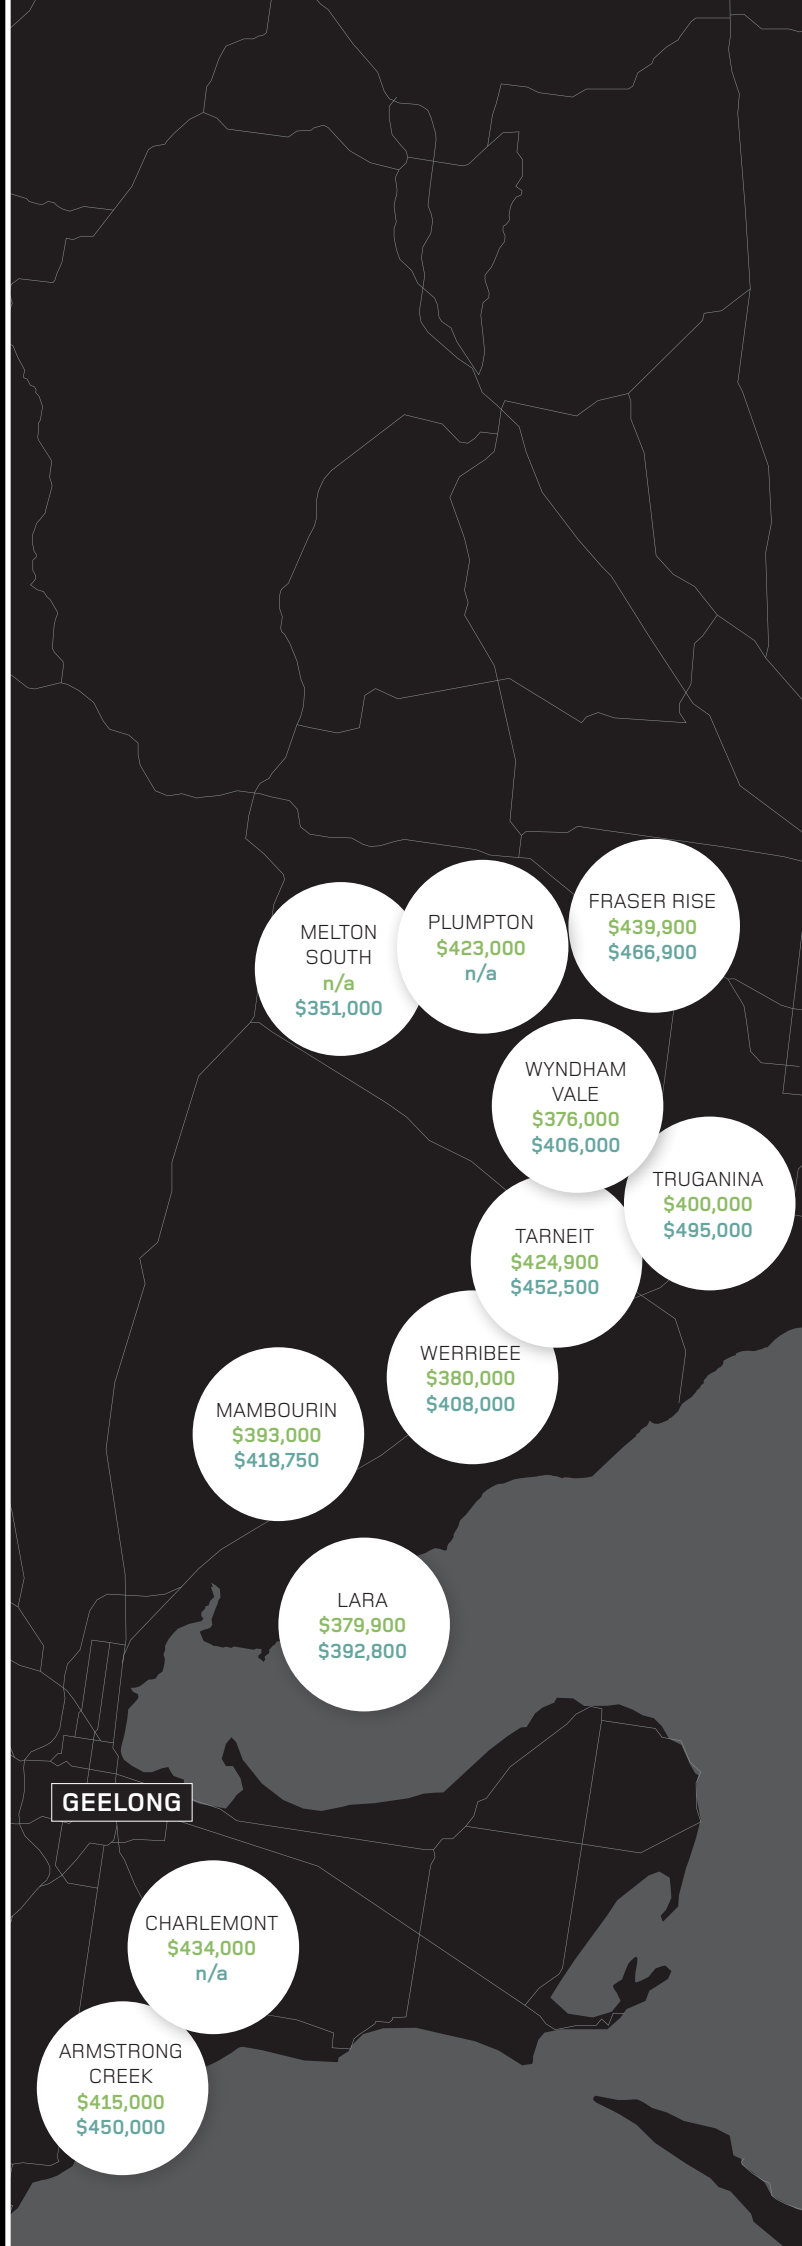 FRASER RISE
$439,900
$466,900
PLUMPTON
$423,000
n/a
MELTON
SOUTH
n/a
$351,000
WYNDHAM
VALE
$376,000
$406,000
TRUGANINA
$400,000
$495,000
TARNEIT
$424,900
$452,500
WERRIBEE
$380,000
$408,000
MAMBOURIN
$393,000
$418,750
LARA
$379,900
$392,800
GEELONG
CHARLEMONT
$434,000
n/a
ARMSTRONG
CREEK
$415,000
$450,000